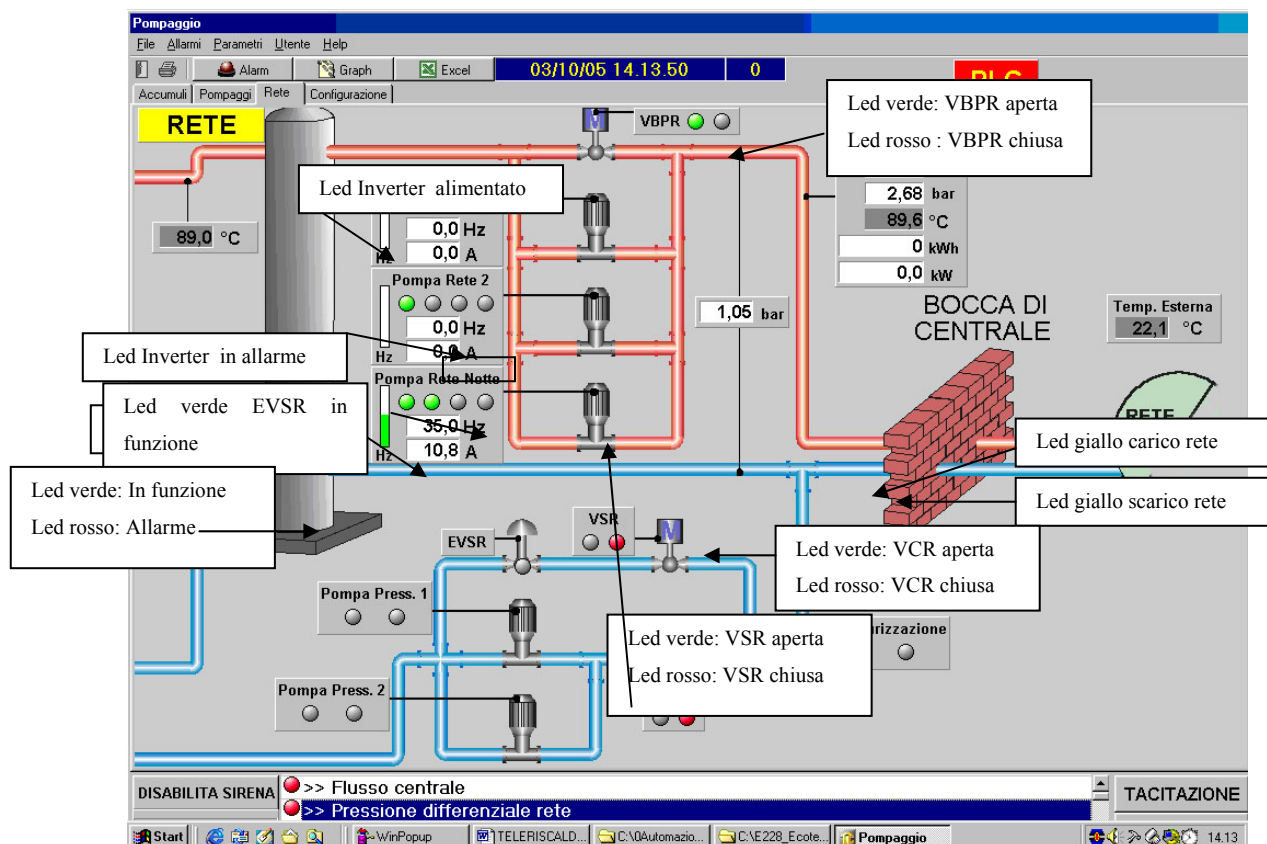 Pompaggio
File Allarmi Parametri Utente Help
Alarm Graph Excel 03/10/05 14.13.50 0
Accumuli Pompaggi Rete Configurazione
RETE
VBPR
Led verde: VBPR aperta
Led rosso : VBPR chiusa
Led Inverter alimentato
89,0 °C
0,0 Hz
0,0 A
Hz
2,68 bar
89,6 °C
0 kWh
0,0 kW
Pompa Rete 2
0,0 Hz
0,0 A
Hz
1,05 bar
BOCCA DI
CENTRALE
Temp. Esterna
22,1 °C
Led Inverter in allarme
Pompa Rete Notte
35,0 Hz
10,8 A
Hz
Led verde EVSR in
funzione
RETE
Led giallo carico rete
Led giallo scarico rete
Led verde: In funzione
Led rosso: Allarme
EVSR
VSR
Led verde: VCR aperta
Led rosso: VCR chiusa
Pompa Press. 1
Led verde: VSR aperta
Led rosso: VSR chiusa
Pompa Press. 2
DISABILITA SIRENA
>> Flusso centrale
>> Pressione differenziale rete
TACITAZIONE
Start WinPopup TELERISCALD... C:\0Automazio... C:\E228_Ecote... Pompaggio 14.13